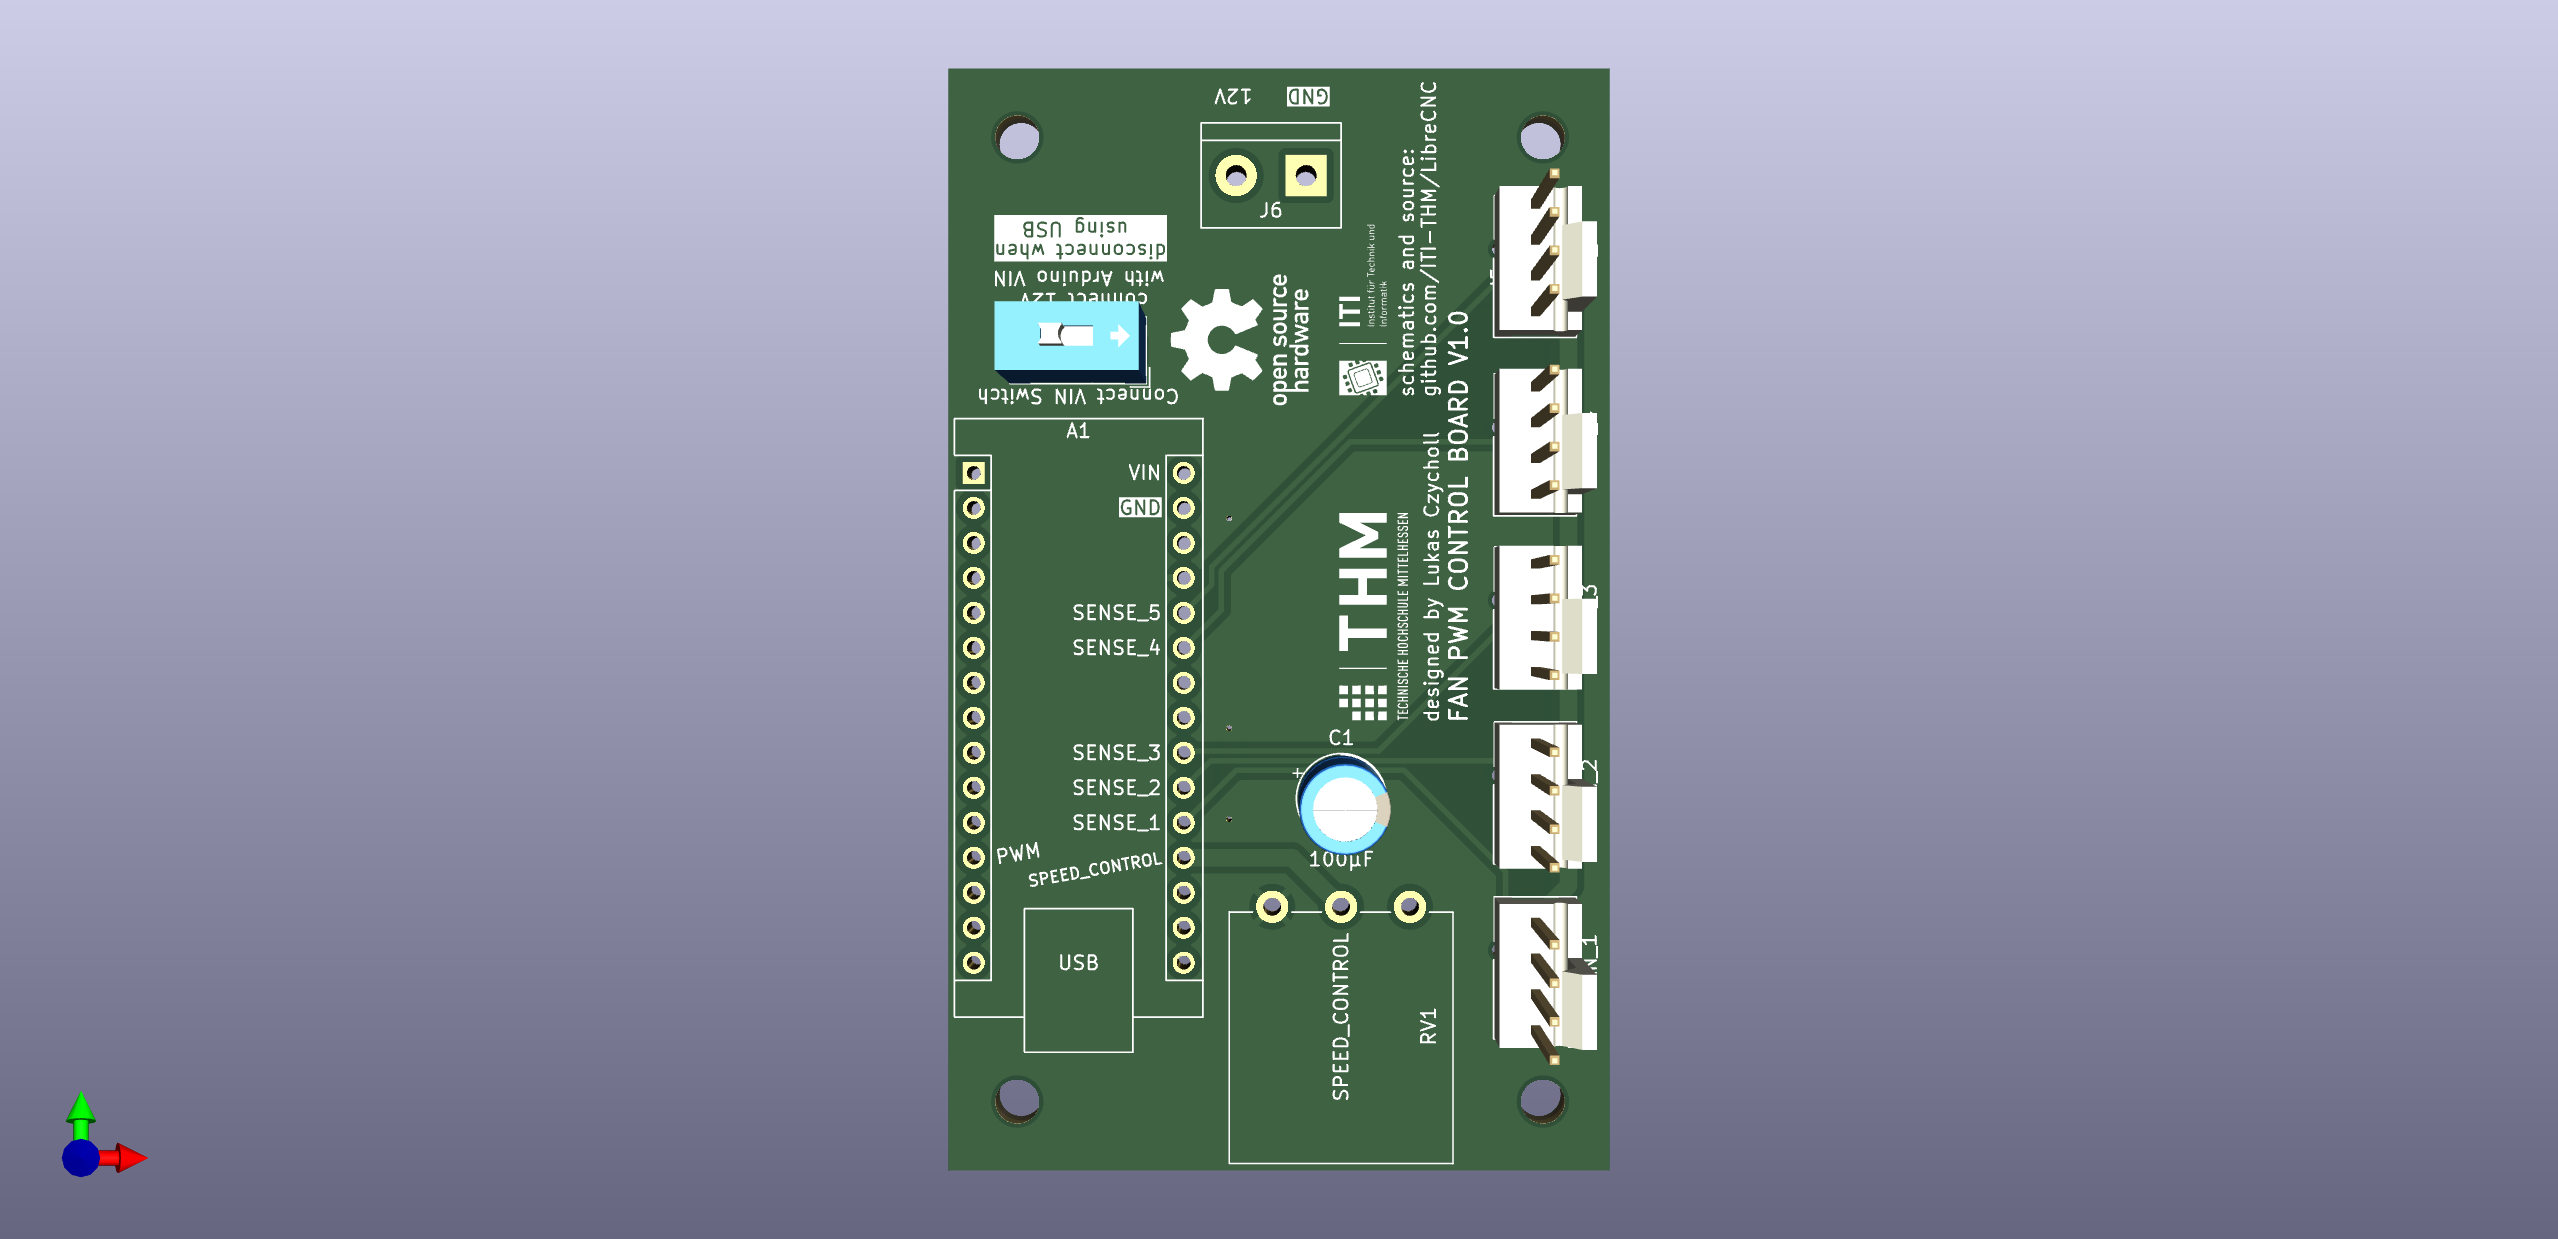 12V
GND
J6
Connect VIN Switch
connect 12V
with Arduino VIN
disconnect when
using USB
open source
hardware
ITI
Institut für Technik und
Informatik
schematics and source:
github.com/ITI-THM/LibreCNC
A1
VIN
GND
SENSE_5
SENSE_4
SENSE_3
SENSE_2
SENSE_1
PWM
SPEED_CONTROL
USB
THM
TECHNISCHE HOCHSCHULE MITTELHESSEN
designed by Lukas Czycholl
FAN PWM CONTROL BOARD V1.0
C1
+
100µF
SPEED_CONTROL
RV1
3
_2
N_1